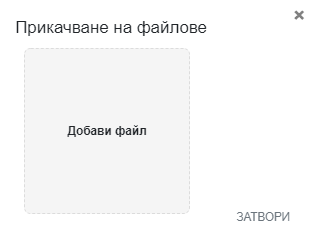 Прикачване на файлове
Добави файл
ЗАТВОРИ